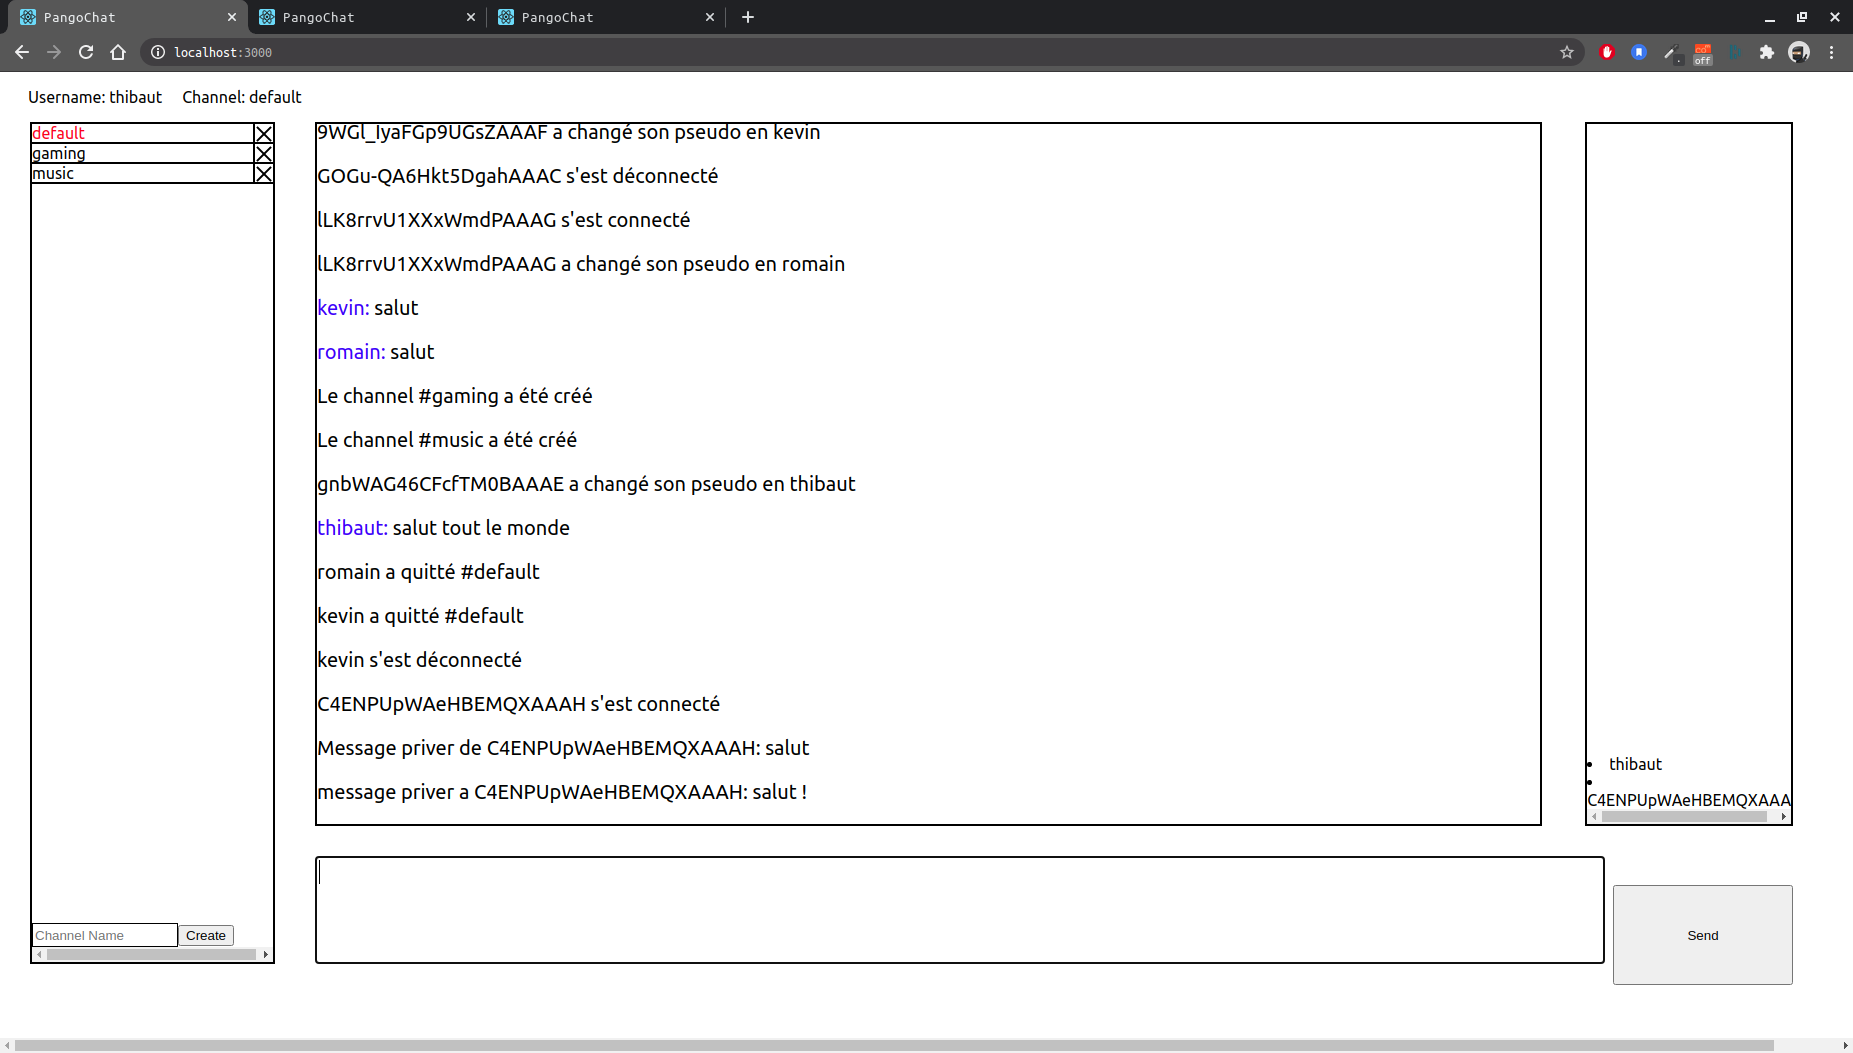 PangoChat
PangoChat
PangoChat
localhost:3000
off
Username: thibaut Channel: default
default
gaming
music
9WGl_IyaFGp9UGsZAAAF a changé son pseudo en kevin
GOGu-QA6Hkt5DgahAAAC s'est déconnecté
lLK8rrvU1XXxWmdPAAAG s'est connecté
lLK8rrvU1XXxWmdPAAAG a changé son pseudo en romain
kevin: salut
romain: salut
Le channel #gaming a été créé
Le channel #music a été créé
gnbWAG46CFcfTM0BAAAE a changé son pseudo en thibaut
thibaut: salut tout le monde
romain a quitté #default
kevin a quitté #default
kevin s'est déconnecté
C4ENPUpWAeHBEMQXAAAH s'est connecté
Message priver de C4ENPUpWAeHBEMQXAAAH: salut
message priver a C4ENPUpWAeHBEMQXAAAH: salut !
thibaut
C4ENPUpWAeHBEMQXAAA
Channel Name
Create
Send